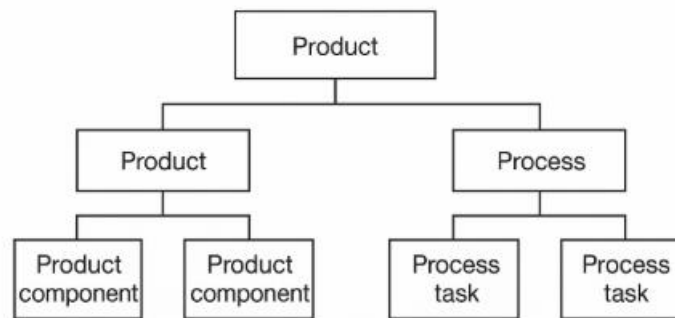 Product
Product
Process
Product
component
Product
component
Process
task
Process
task